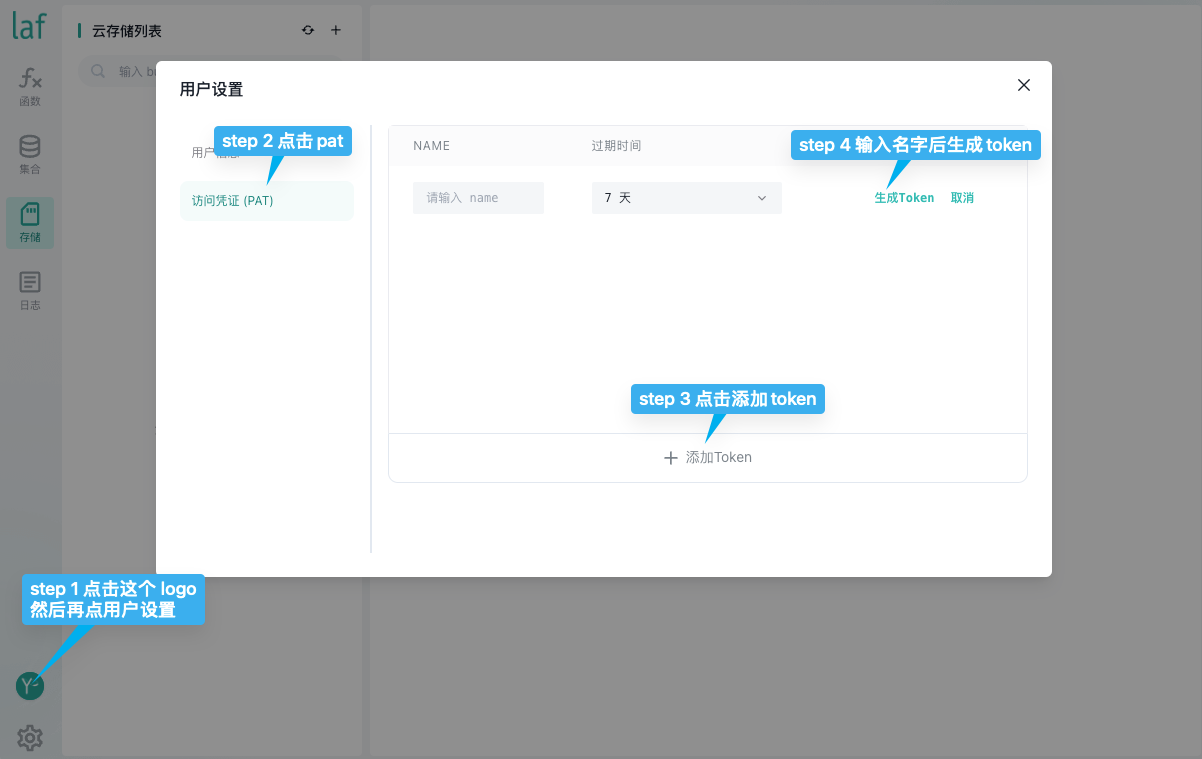 laf
云存储列表
输入
函数
集合
存储
日志
用户设置
step 2 点击 pat
用户信息
访问凭证 (PAT)
NAME
过期时间
step 4 输入名字后生成 token
请输入 name
7 天
生成Token
取消
step 3 点击添加 token
添加Token
step 1 点击这个 logo
然后再点用户设置
Y